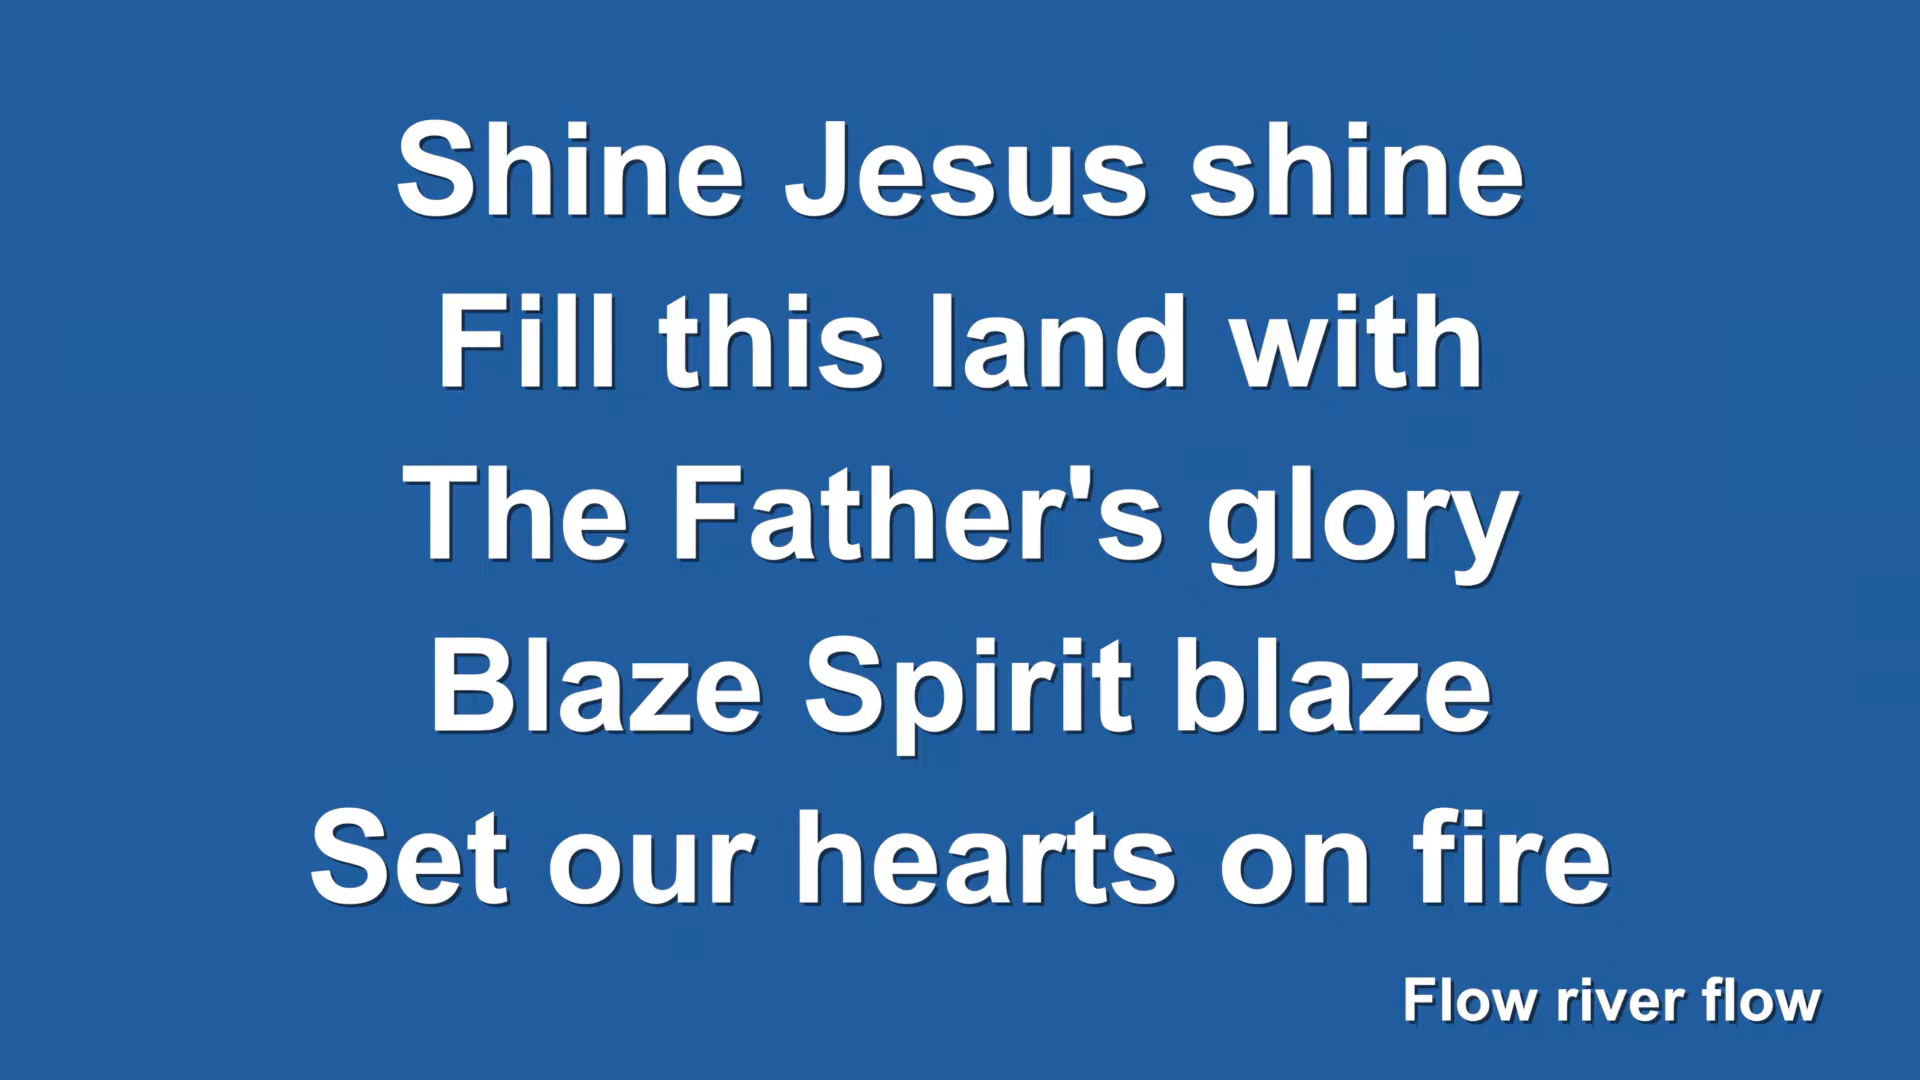 Shine Jesus shine
Fill this land with
The Father's glory
Blaze Spirit blaze
Set our hearts on fire
Flow river flow